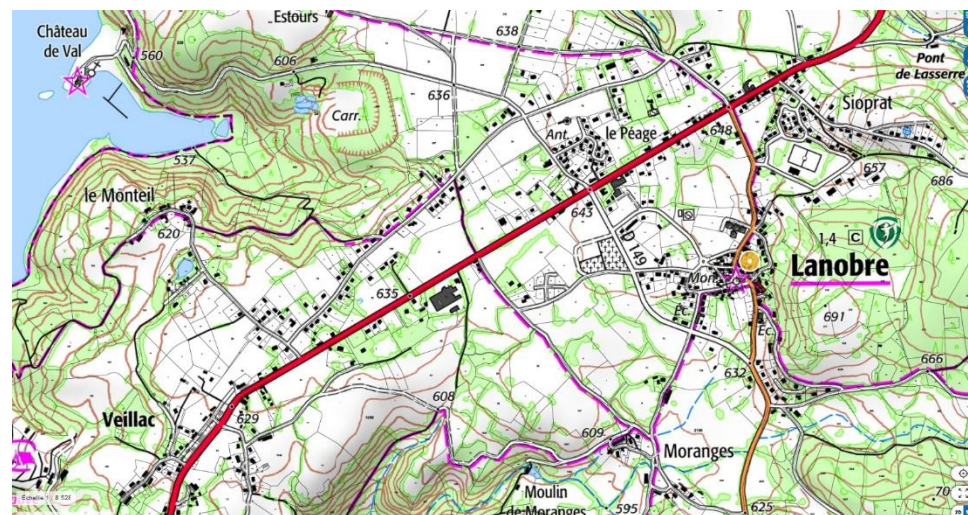 Estours
638
Château
de Val
560
606
Pont
de Lasserre
636
Carr.
Ant.
le Péage
648
Sioprat
537
657
686
le Monteil
643
620
D 149
1,4 C
Lanobre
Mon.
635
Ec.
Ec.
691
666
632
608
629
Veillac
609
Moranges
Moulin
de Moranges
595
625
70